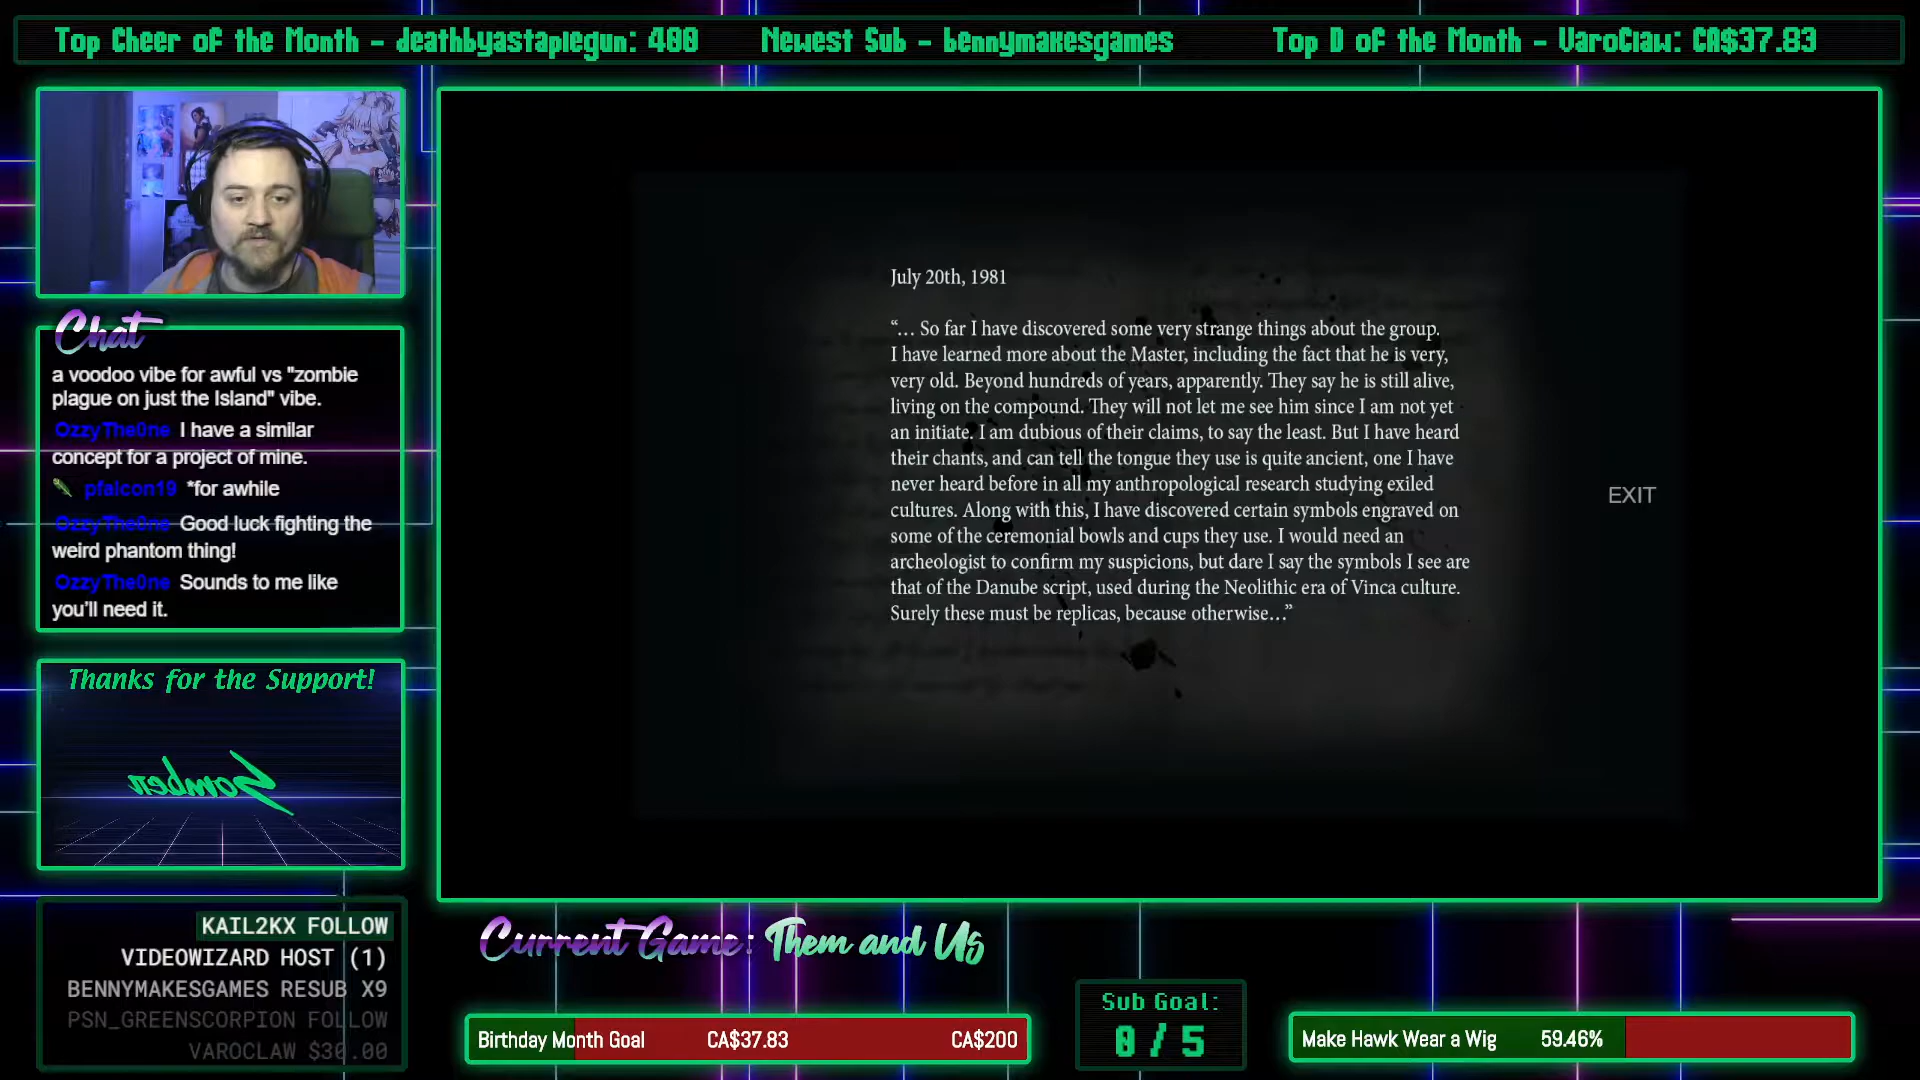 Top Cheer of the Month - deathbyastaplegun: 400
Newest Sub - bennymakesgames
Top D of the Month - VaroClaw: CA$37.83
Chat
a voodoo vibe for awful vs "zombie
plague on just the Island" vibe.
OzzyThe0ne I have a similar
concept for a project of mine.
pfalcon19 *for awhile
OzzyThe0ne Good luck fighting the
weird phantom thing!
OzzyThe0ne Sounds to me like
you'll need it.
Thanks for the Support!
Somber
KAIL2KX FOLLOW
VIDEOWIZARD HOST (1)
BENNYMAKESGAMES RESUB X9
PSN_GREENSCORPION FOLLOW
VAROCLAW $30.00
July 20th, 1981
“… So far I have discovered some very strange things about the group.
I have learned more about the Master, including the fact that he is very,
very old. Beyond hundreds of years, apparently. They say he is still alive,
living on the compound. They will not let me see him since I am not yet
an initiate. I am dubious of their claims, to say the least. But I have heard
their chants, and can tell the tongue they use is quite ancient, one I have
never heard before in all my anthropological research studying exiled
cultures. Along with this, I have discovered certain symbols engraved on
some of the ceremonial bowls and cups they use. I would need an
archeologist to confirm my suspicions, but dare I say the symbols I see are
that of the Danube script, used during the Neolithic era of Vinca culture.
Surely these must be replicas, because otherwise…”
EXIT
Current Game: Them and Us
Birthday Month Goal CA$37.83 CA$200
Sub Goal:
0 / 5
Make Hawk Wear a Wig 59.46%